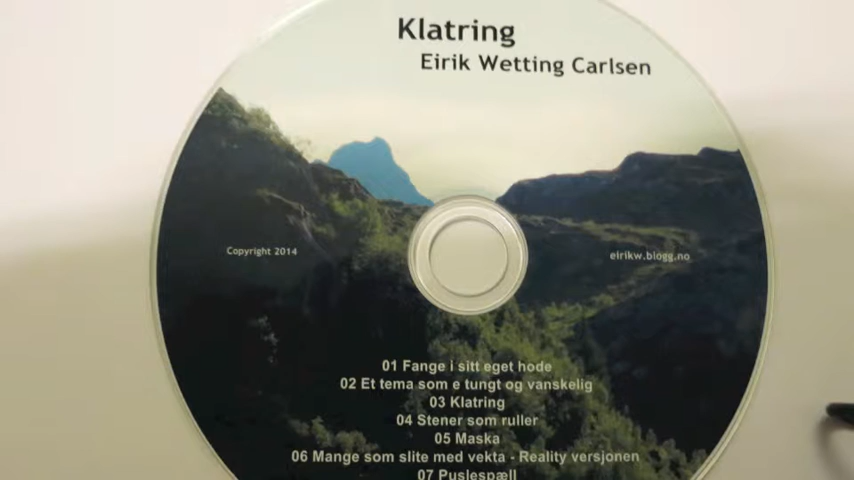 Klatring
Eirik Wetting Carlsen
Copyright 2014
eirikw.blogg.no
01 Fange i sitt eget hode
02 Et tema som e tungt og vanskelig
03 Klatring
04 Stener som ruller
05 Maska
06 Mange som slite med vekta - Reality versjonen
07 Puslespæll